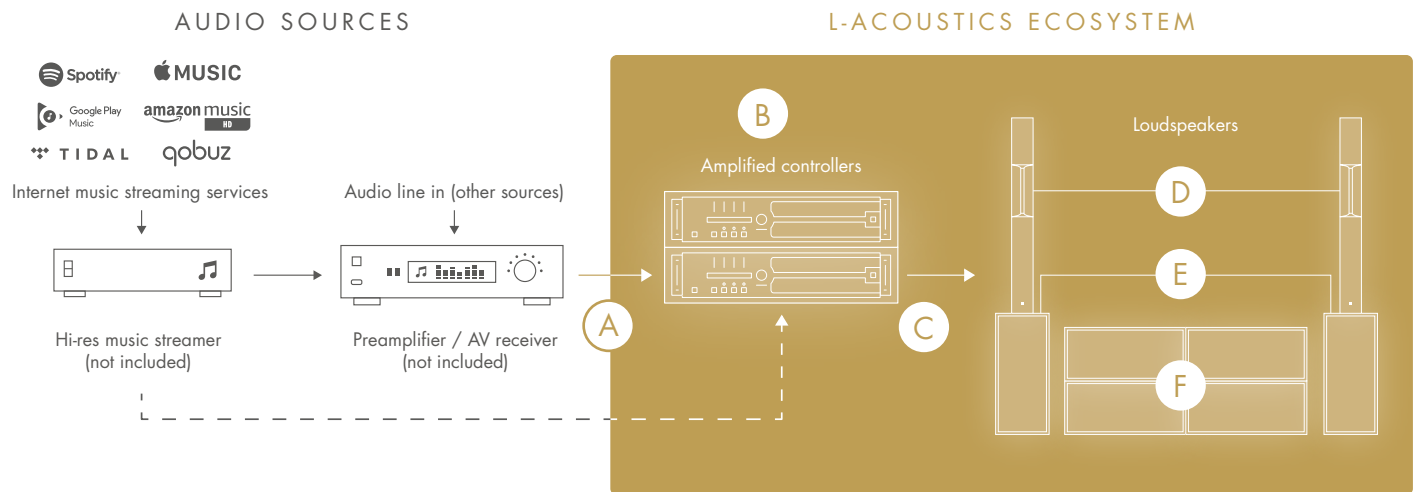 AUDIO SOURCES
L-ACOUSTICS ECOSYSTEM
Spotify
MUSIC
Google Play
Music
amazon music
HD
TIDAL
qobuz
Internet music streaming services
Audio line in (other sources)
B
Amplified controllers
Loudspeakers
D
E
A
C
Hi-res music streamer
(not included)
Preamplifier / AV receiver
(not included)
F